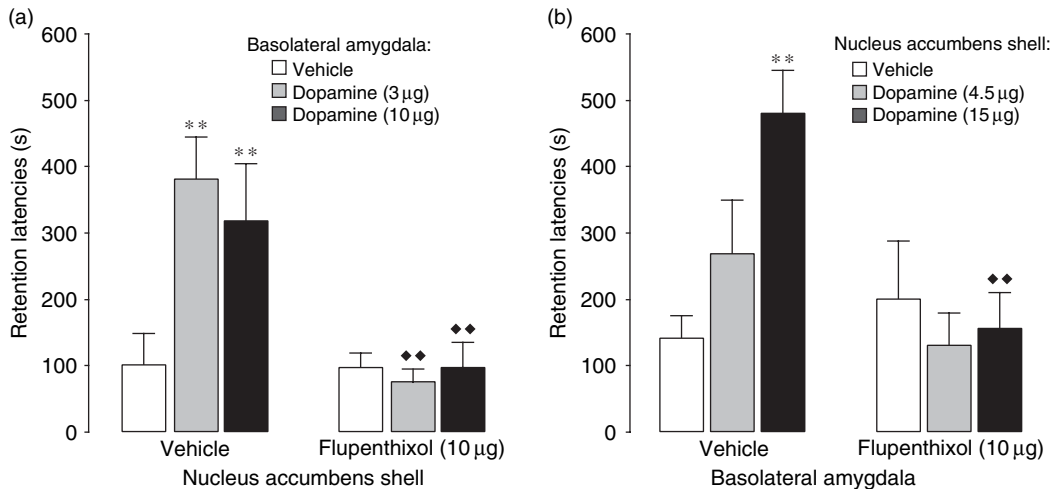 (a)
600
500
400
300
200
100
0
Retention latencies (s)
Basolateral amygdala:
Vehicle
Dopamine (3 μg)
Dopamine (10 μg)
**
**
◆◆
◆◆
Vehicle
Flupenthixol (10 μg)
Nucleus accumbens shell
(b)
600
500
400
300
200
100
0
Retention latencies (s)
Nucleus accumbens shell:
Vehicle
Dopamine (4.5 μg)
Dopamine (15 μg)
**
◆◆
Vehicle
Flupenthixol (10 μg)
Basolateral amygdala